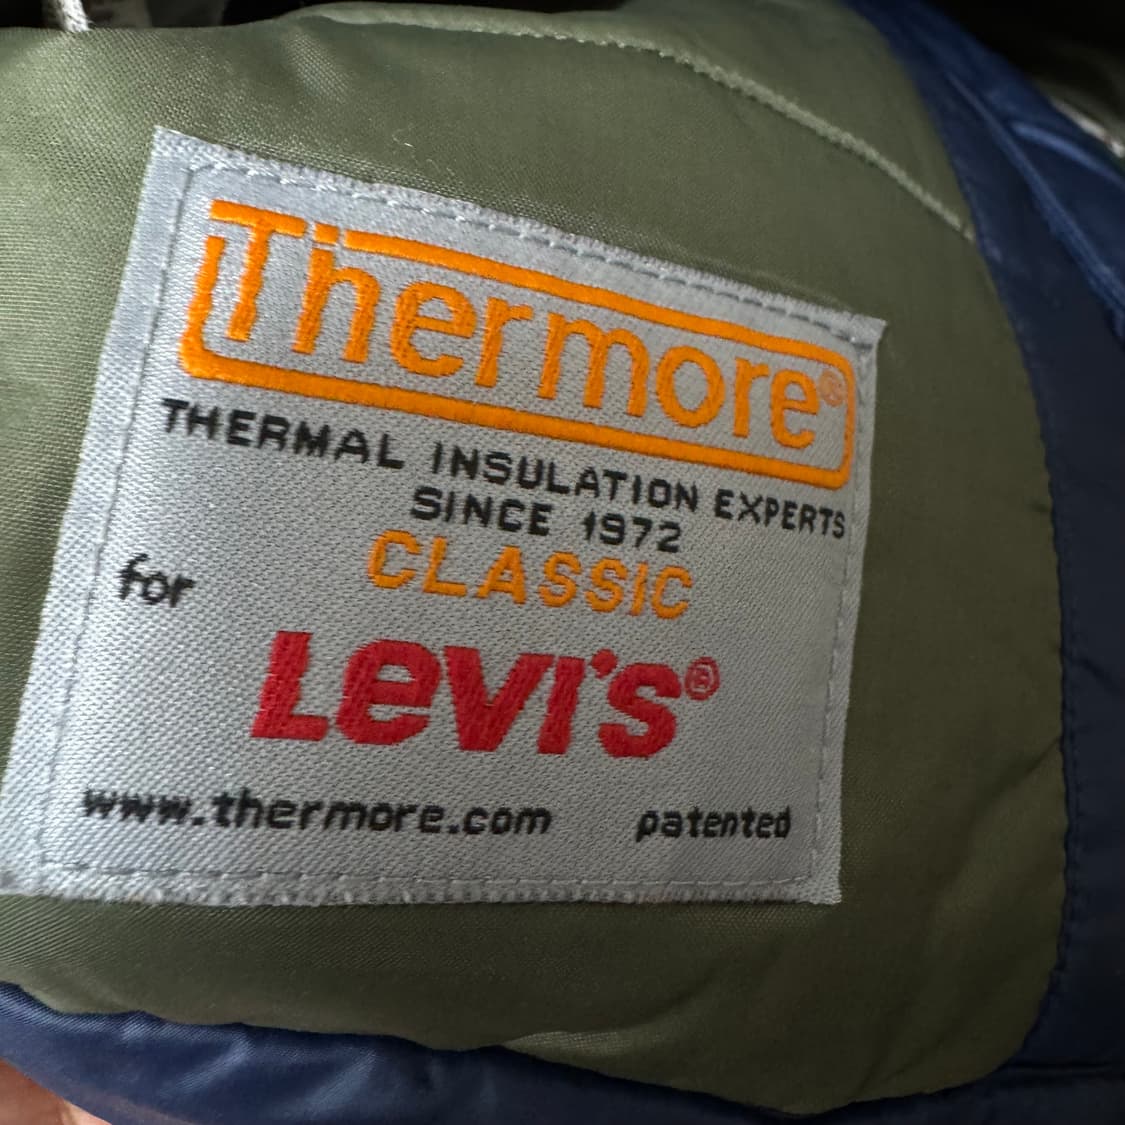 Thermore®
THERMAL INSULATION EXPERTS
SINCE 1972
CLASSIC
for
Levi's®
www.thermore.com patented